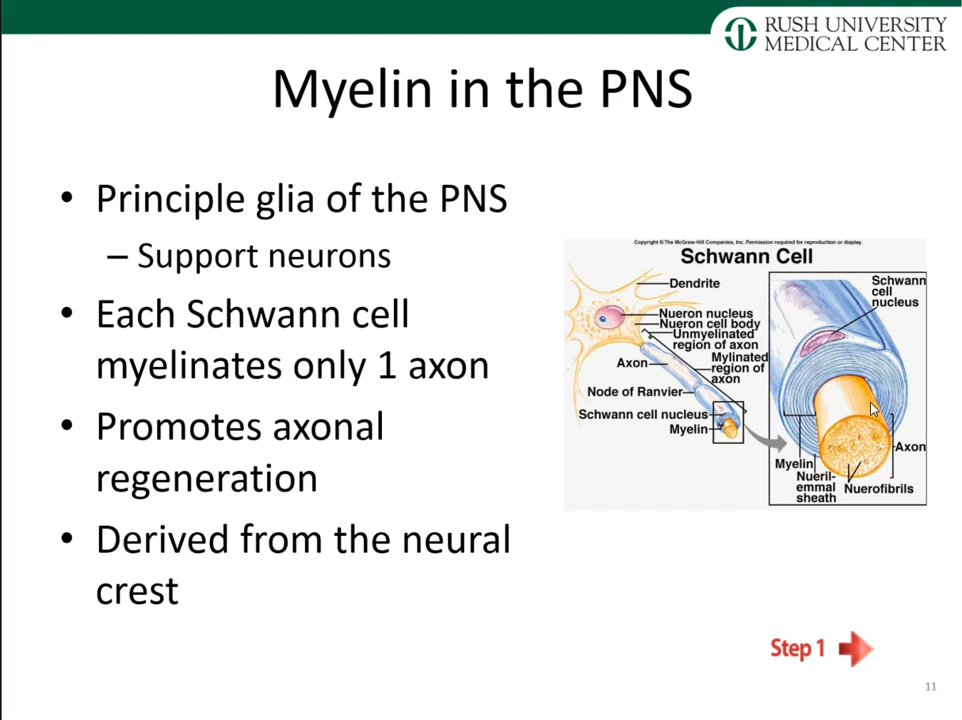 RUSH UNIVERSITY
MEDICAL CENTER
Myelin in the PNS
• Principle glia of the PNS
– Support neurons
• Each Schwann cell
myelinates only 1 axon
• Promotes axonal
regeneration
• Derived from the neural
crest
Copyright © The McGraw-Hill Companies, Inc. Permission required for reproduction or display.
Schwann Cell
Dendrite
Nueron nucleus
Nueron cell body
Unmyelinated
region of axon
Mylinated
region of
axon
Axon
Node of Ranvier
Schwann cell nucleus
Myelin
Schwann
cell
nucleus
Axon
Myelin
Nueril-
emmal
sheath
Nuerofibrils
Step 1
11